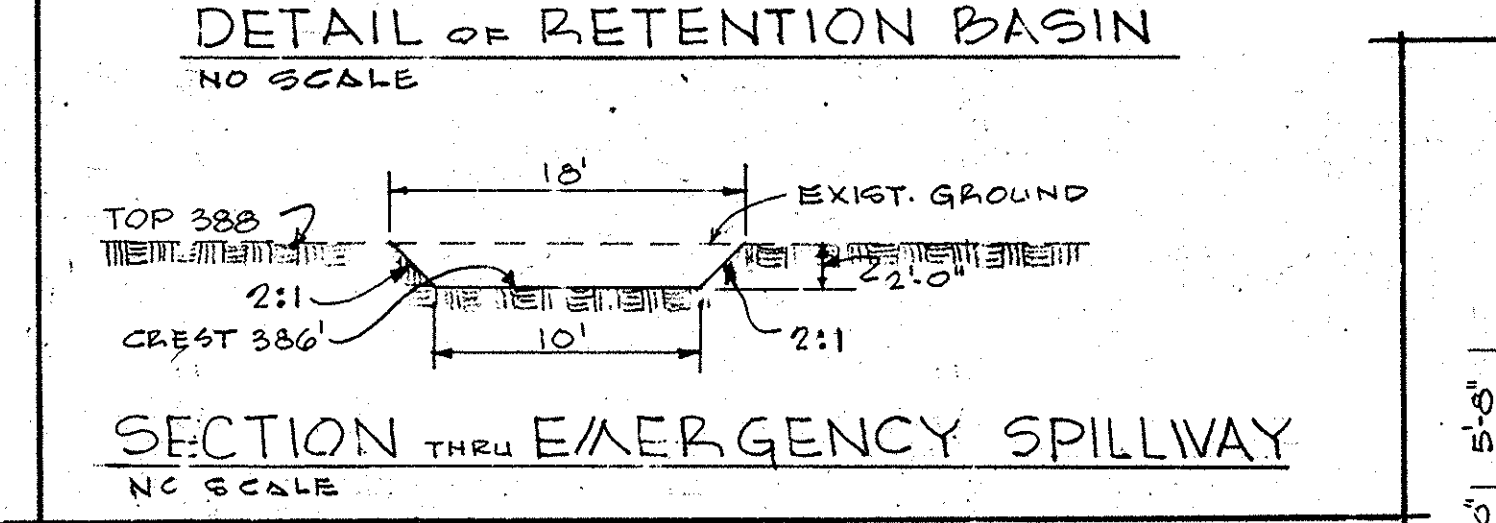 DETAIL OF RETENTION BASIN
NO SCALE
18'
EXIST. GROUND
TOP 388
2:1
2'-0"
CREST 386'
10'
2:1
SECTION THRU EMERGENCY SPILLWAY
NO SCALE
5'-8"